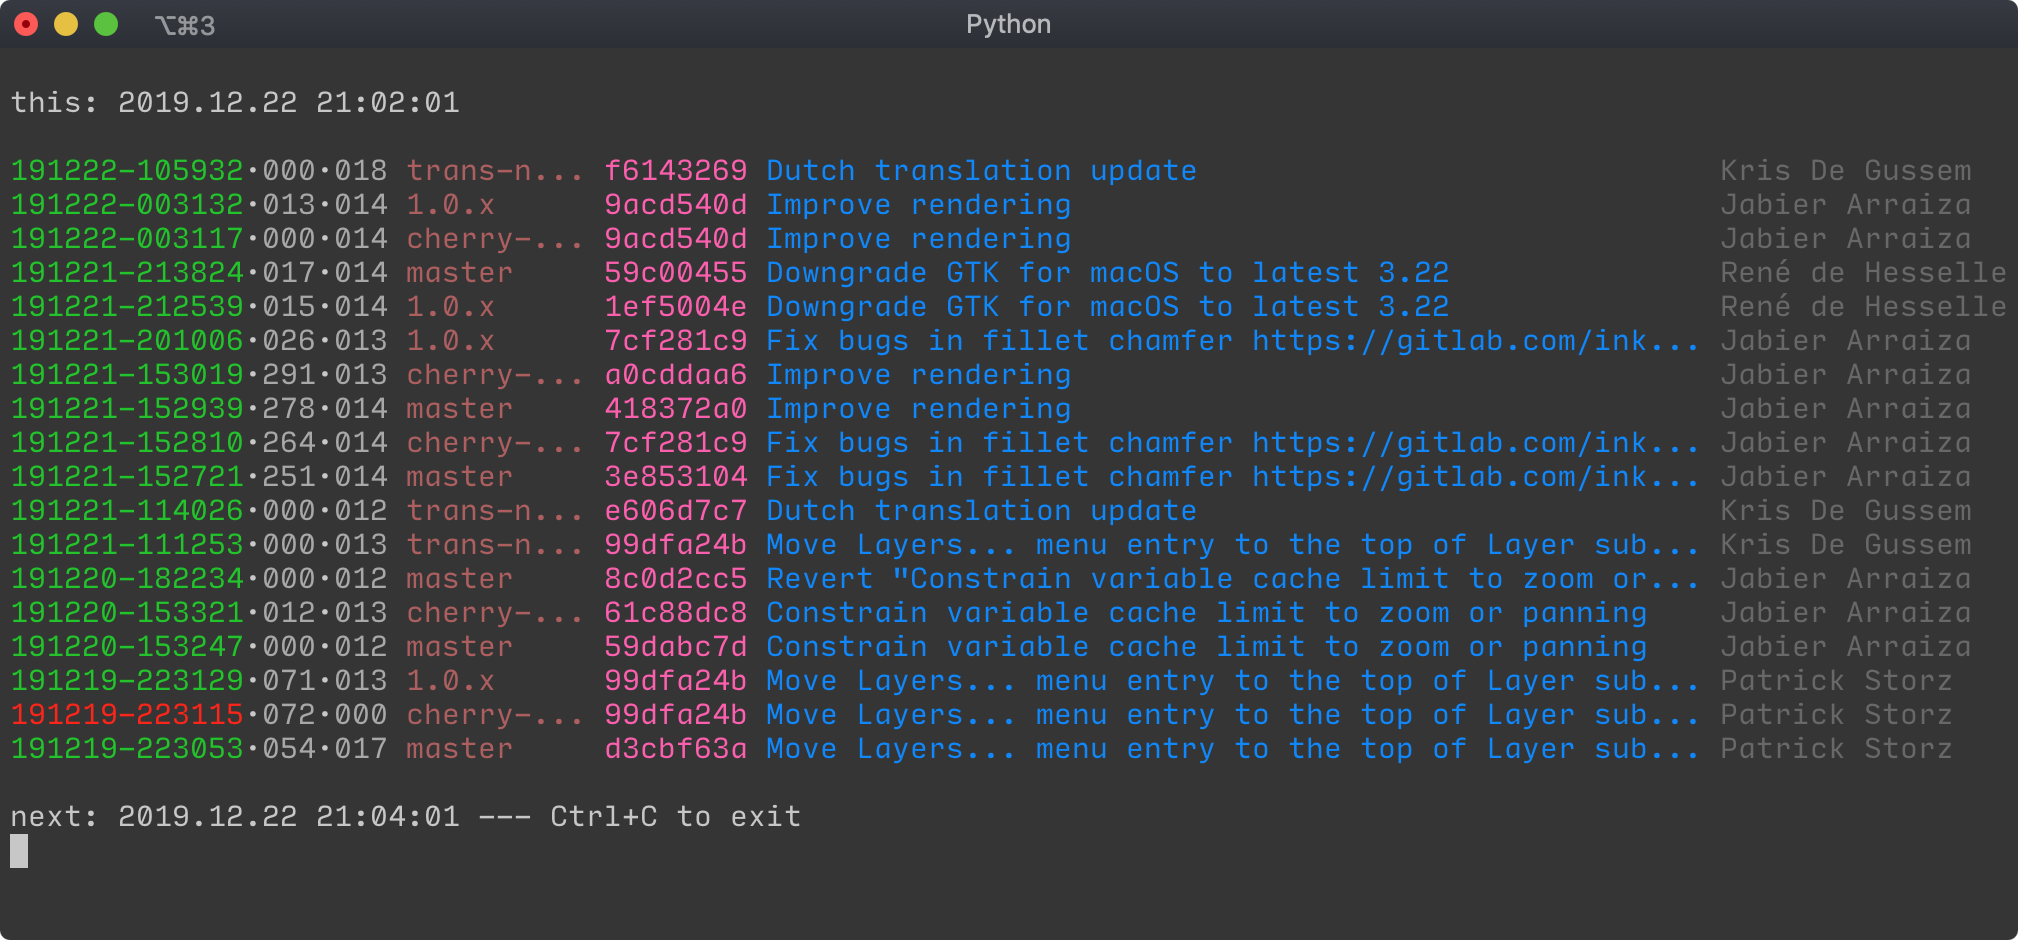 ⌥⌘3 Python
this: 2019.12.22 21:02:01
191222-105932·000·018 trans-n... f6143269 Dutch translation update Kris De Gussem
191222-003132·013·014 1.0.x 9acd540d Improve rendering Jabier Arraiza
191222-003117·000·014 cherry-... 9acd540d Improve rendering Jabier Arraiza
191221-213824·017·014 master 59c00455 Downgrade GTK for macOS to latest 3.22 René de Hesselle
191221-212539·015·014 1.0.x 1ef5004e Downgrade GTK for macOS to latest 3.22 René de Hesselle
191221-201006·026·013 1.0.x 7cf281c9 Fix bugs in fillet chamfer https://gitlab.com/ink... Jabier Arraiza
191221-153019·291·013 cherry-... a0cddaa6 Improve rendering Jabier Arraiza
191221-152939·278·014 master 418372a0 Improve rendering Jabier Arraiza
191221-152810·264·014 cherry-... 7cf281c9 Fix bugs in fillet chamfer https://gitlab.com/ink... Jabier Arraiza
191221-152721·251·014 master 3e853104 Fix bugs in fillet chamfer https://gitlab.com/ink... Jabier Arraiza
191221-114026·000·012 trans-n... e606d7c7 Dutch translation update Kris De Gussem
191221-111253·000·013 trans-n... 99dfa24b Move Layers... menu entry to the top of Layer sub... Kris De Gussem
191220-182234·000·012 master 8c0d2cc5 Revert "Constrain variable cache limit to zoom or... Jabier Arraiza
191220-153321·012·013 cherry-... 61c88dc8 Constrain variable cache limit to zoom or panning Jabier Arraiza
191220-153247·000·012 master 59dabc7d Constrain variable cache limit to zoom or panning Jabier Arraiza
191219-223129·071·013 1.0.x 99dfa24b Move Layers... menu entry to the top of Layer sub... Patrick Storz
191219-223115·072·000 cherry-... 99dfa24b Move Layers... menu entry to the top of Layer sub... Patrick Storz
191219-223053·054·017 master d3cbf63a Move Layers... menu entry to the top of Layer sub... Patrick Storz
next: 2019.12.22 21:04:01 --- Ctrl+C to exit